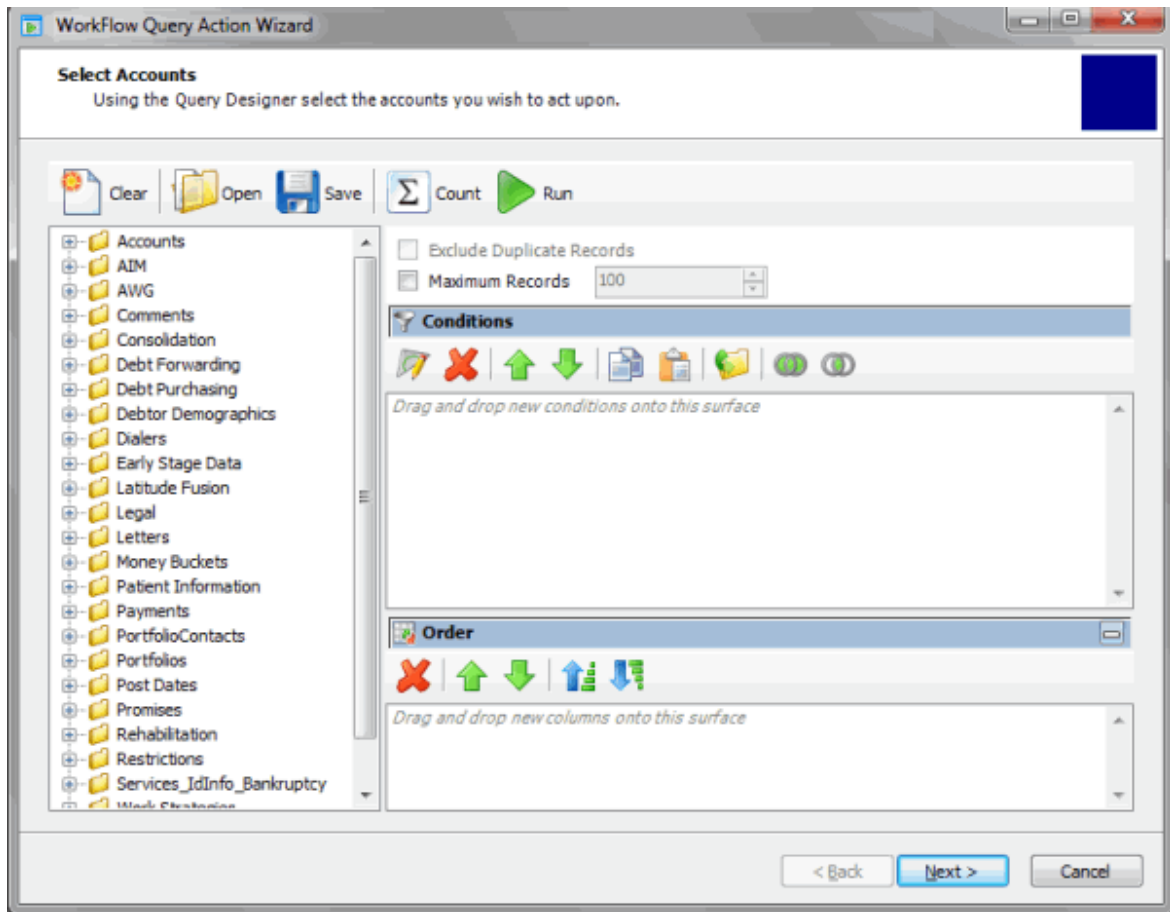 WorkFlow Query Action Wizard
Select Accounts
Using the Query Designer select the accounts you wish to act upon.
Clear Open Save Σ Count Run
Accounts
AIM
AWG
Comments
Consolidation
Debt Forwarding
Debt Purchasing
Debtor Demographics
Dialers
Early Stage Data
Latitude Fusion
Legal
Letters
Money Buckets
Patient Information
Payments
PortfolioContacts
Portfolios
Post Dates
Promises
Rehabilitation
Restrictions
Services_IdInfo_Bankruptcy
Work Strategies
Exclude Duplicate Records
Maximum Records 100
Conditions
Drag and drop new conditions onto this surface
Order
Drag and drop new columns onto this surface
< Back Next > Cancel